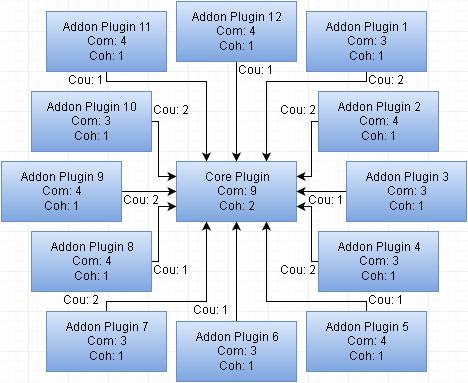 Addon Plugin 11
Com: 4
Coh: 1
Addon Plugin 12
Com: 4
Coh: 1
Addon Plugin 1
Com: 3
Coh: 1
Cou: 1
Cou: 1
Cou: 2
Addon Plugin 10
Com: 3
Coh: 1
Cou: 2
Cou: 2
Addon Plugin 2
Com: 4
Coh: 1
Addon Plugin 9
Com: 4
Coh: 1
Cou: 2
Core Plugin
Com: 9
Coh: 2
Cou: 1
Addon Plugin 3
Com: 3
Coh: 1
Addon Plugin 8
Com: 4
Coh: 1
Cou: 1
Cou: 1
Addon Plugin 4
Com: 3
Coh: 1
Cou: 2
Cou: 1
Cou: 1
Addon Plugin 7
Com: 3
Coh: 1
Addon Plugin 6
Com: 3
Coh: 1
Addon Plugin 5
Com: 4
Coh: 1